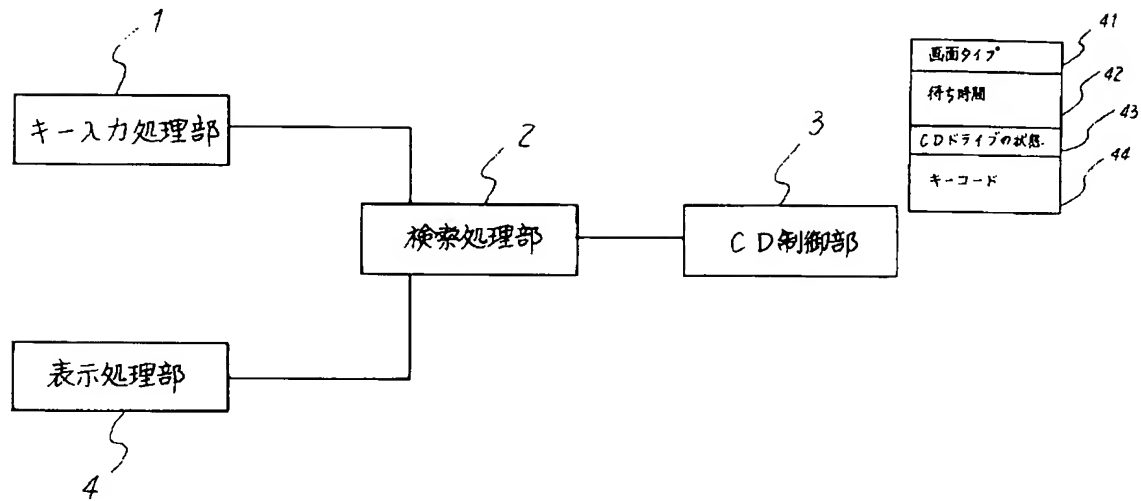 1
キー入力処理部
2
検索処理部
3
CD制御部
表示処理部
4
画面タイプ
41
待ち時間
42
CDドライブの状態
43
キーコード
44